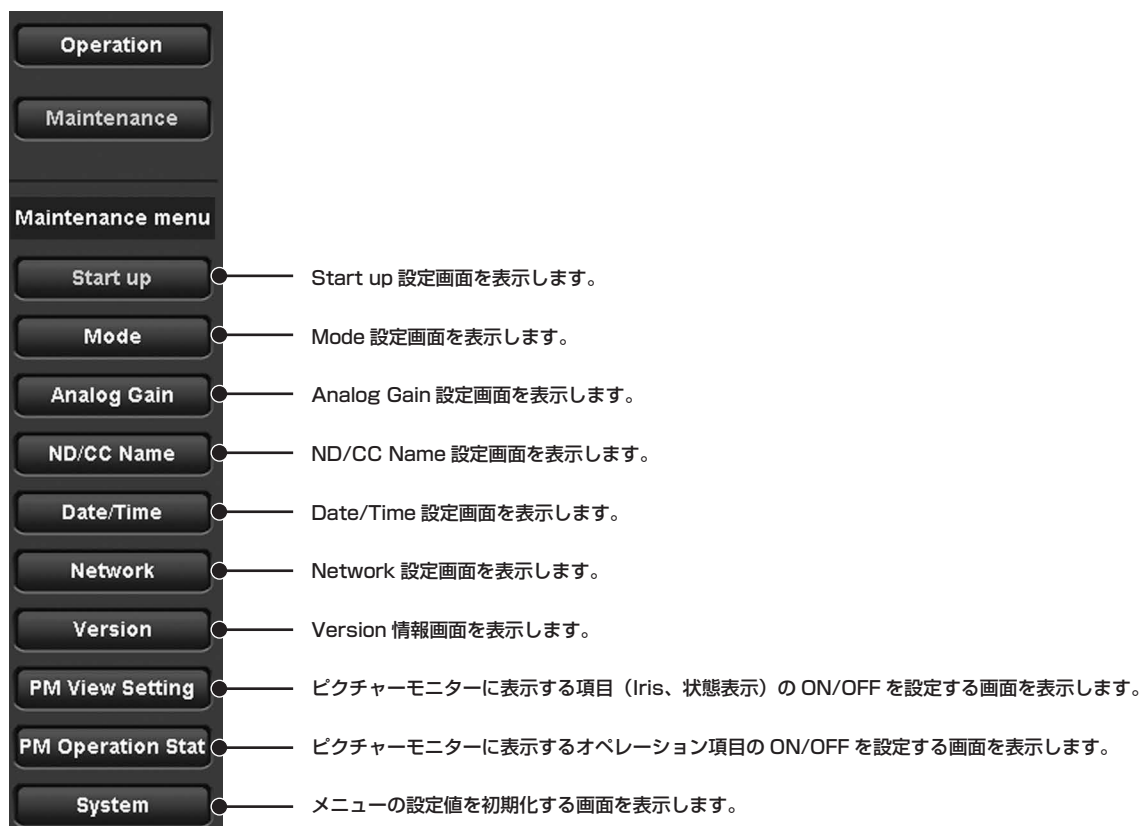 Operation
Maintenance
Maintenance menu
Start up Start up 設定画面を表示します。
Mode Mode 設定画面を表示します。
Analog Gain Analog Gain 設定画面を表示します。
ND/CC Name ND/CC Name 設定画面を表示します。
Date/Time Date/Time 設定画面を表示します。
Network Network 設定画面を表示します。
Version Version 情報画面を表示します。
PM View Setting ピクチャーモニターに表示する項目（Iris、状態表示）の ON/OFF を設定する画面を表示します。
PM Operation Stat ピクチャーモニターに表示するオペレーション項目の ON/OFF を設定する画面を表示します。
System メニューの設定値を初期化する画面を表示します。